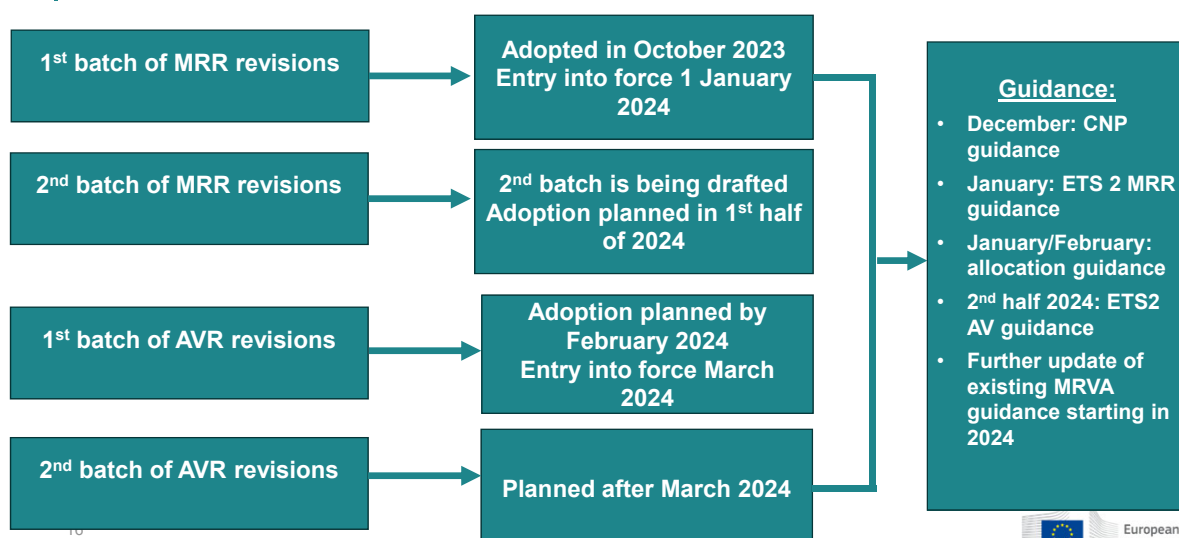 1st batch of MRR revisions
Adopted in October 2023
Entry into force 1 January
2024
2nd batch of MRR revisions
2nd batch is being drafted
Adoption planned in 1st half
of 2024
1st batch of AVR revisions
Adoption planned by
February 2024
Entry into force March
2024
2nd batch of AVR revisions
Planned after March 2024
Guidance:
• December: CNP
guidance
• January: ETS 2 MRR
guidance
• January/February:
allocation guidance
• 2nd half 2024: ETS2
AV guidance
• Further update of
existing MRVA
guidance starting in
2024
European